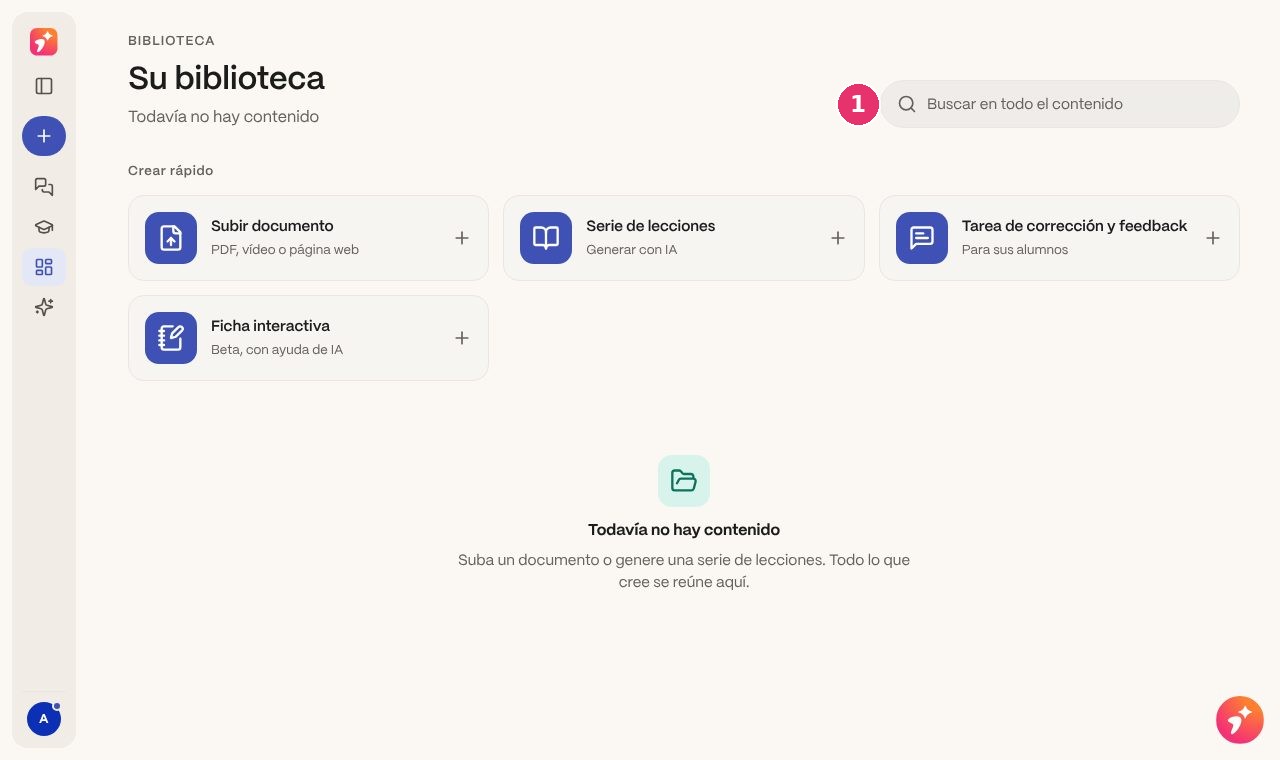 BIBLIOTECA
Su biblioteca
Todavía no hay contenido
1
Buscar en todo el contenido
Crear rápido
Subir documento
PDF, vídeo o página web
Serie de lecciones
Generar con IA
Tarea de corrección y feedback
Para sus alumnos
Ficha interactiva
Beta, con ayuda de IA
Todavía no hay contenido
Suba un documento o genere una serie de lecciones. Todo lo que
cree se reúne aquí.
A